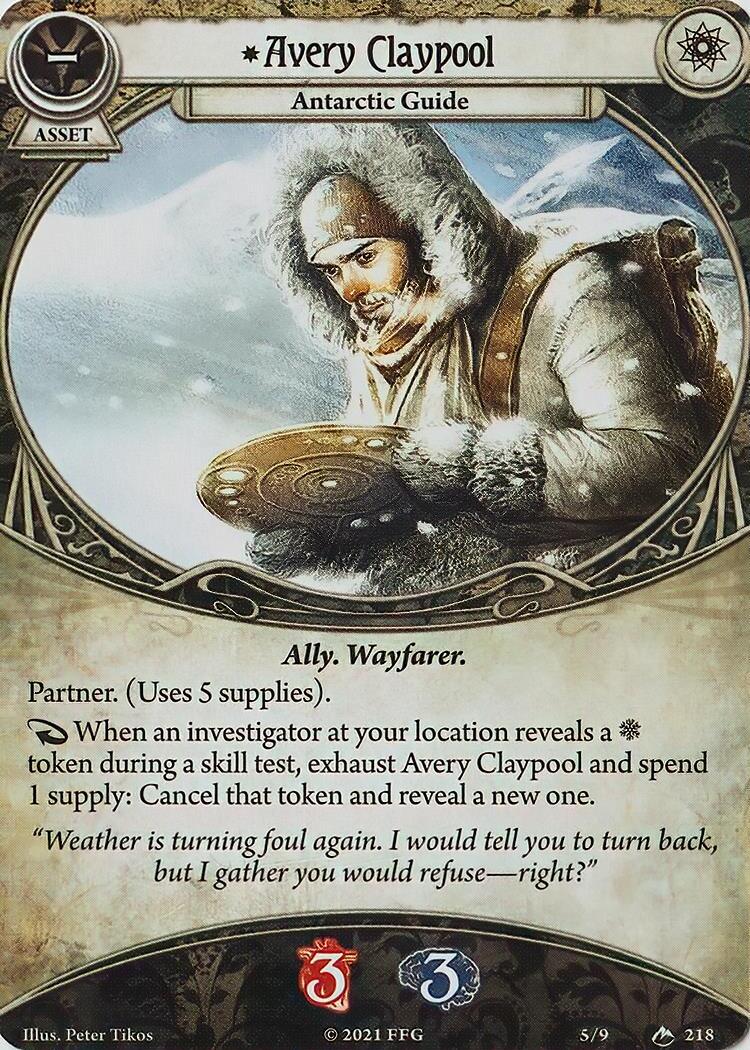 Avery Claypool
Antarctic Guide
ASSET
Ally. Wayfarer.
Partner. (Uses 5 supplies).
When an investigator at your location reveals a
token during a skill test, exhaust Avery Claypool and spend
1 supply: Cancel that token and reveal a new one.
“Weather is turning foul again. I would tell you to turn back,
but I gather you would refuse—right?”
3 3
Illus. Peter Tikos © 2021 FFG 5/9 218